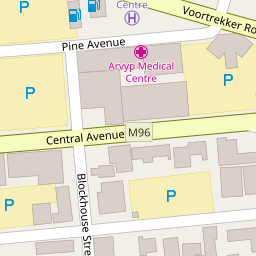 Centre
H
Voortrekker Ro
Pine Avenue
Arvyp Medical
Centre
P
P
Central Avenue
M96
Blockhouse Stre
P
P